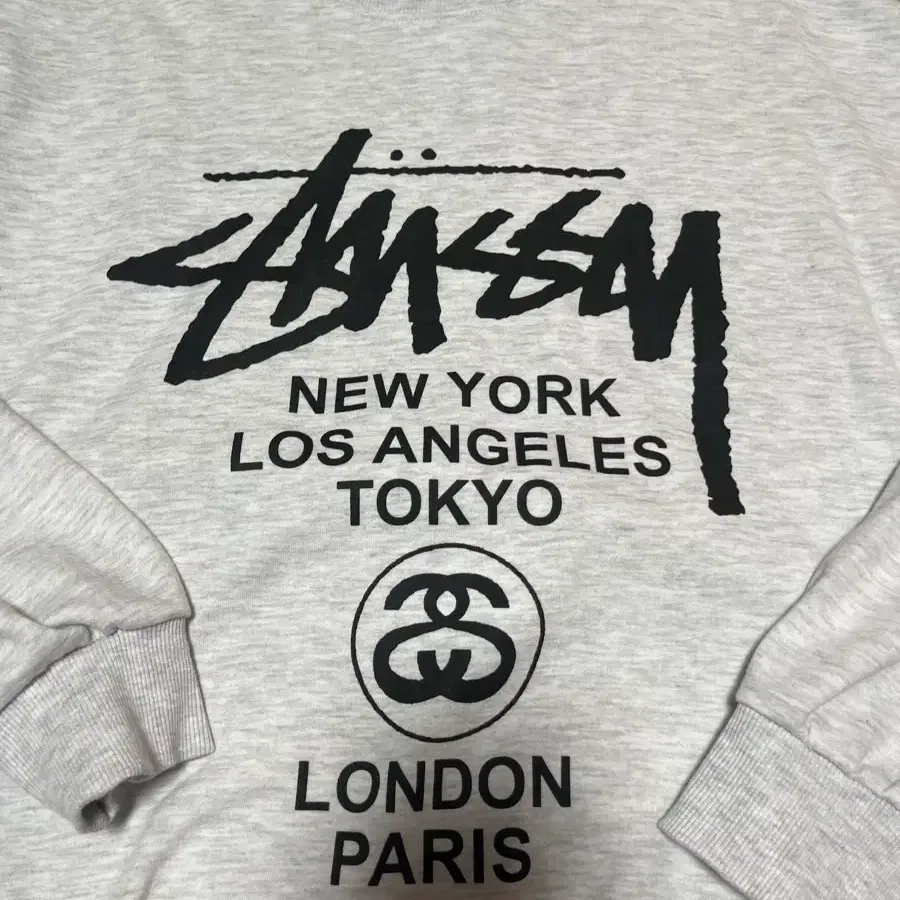 Stüssy
NEW YORK
LOS ANGELES
TOKYO
LONDON
PARIS